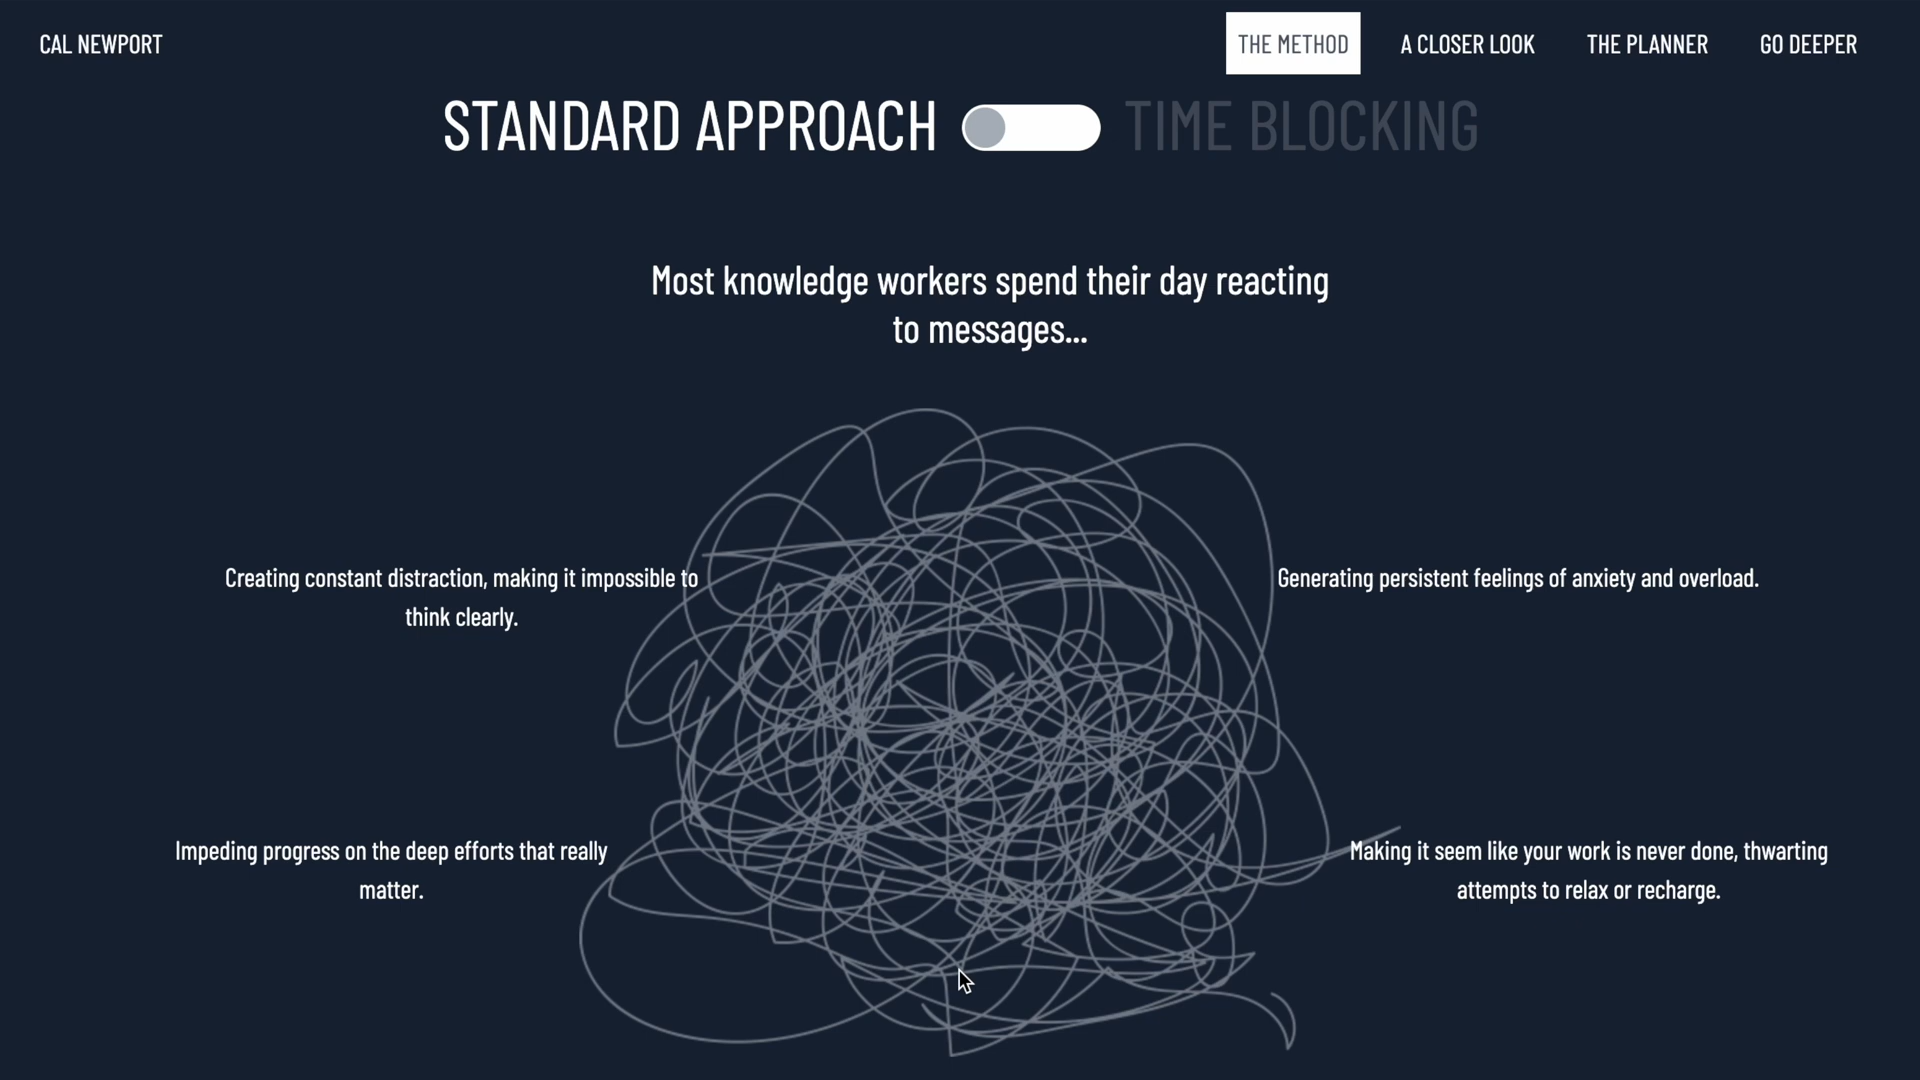 CAL NEWPORT
THE METHOD
A CLOSER LOOK
THE PLANNER
GO DEEPER
STANDARD APPROACH
TIME BLOCKING
Most knowledge workers spend their day reacting
to messages...
Creating constant distraction, making it impossible to
think clearly.
Generating persistent feelings of anxiety and overload.
Impeding progress on the deep efforts that really
matter.
Making it seem like your work is never done, thwarting
attempts to relax or recharge.